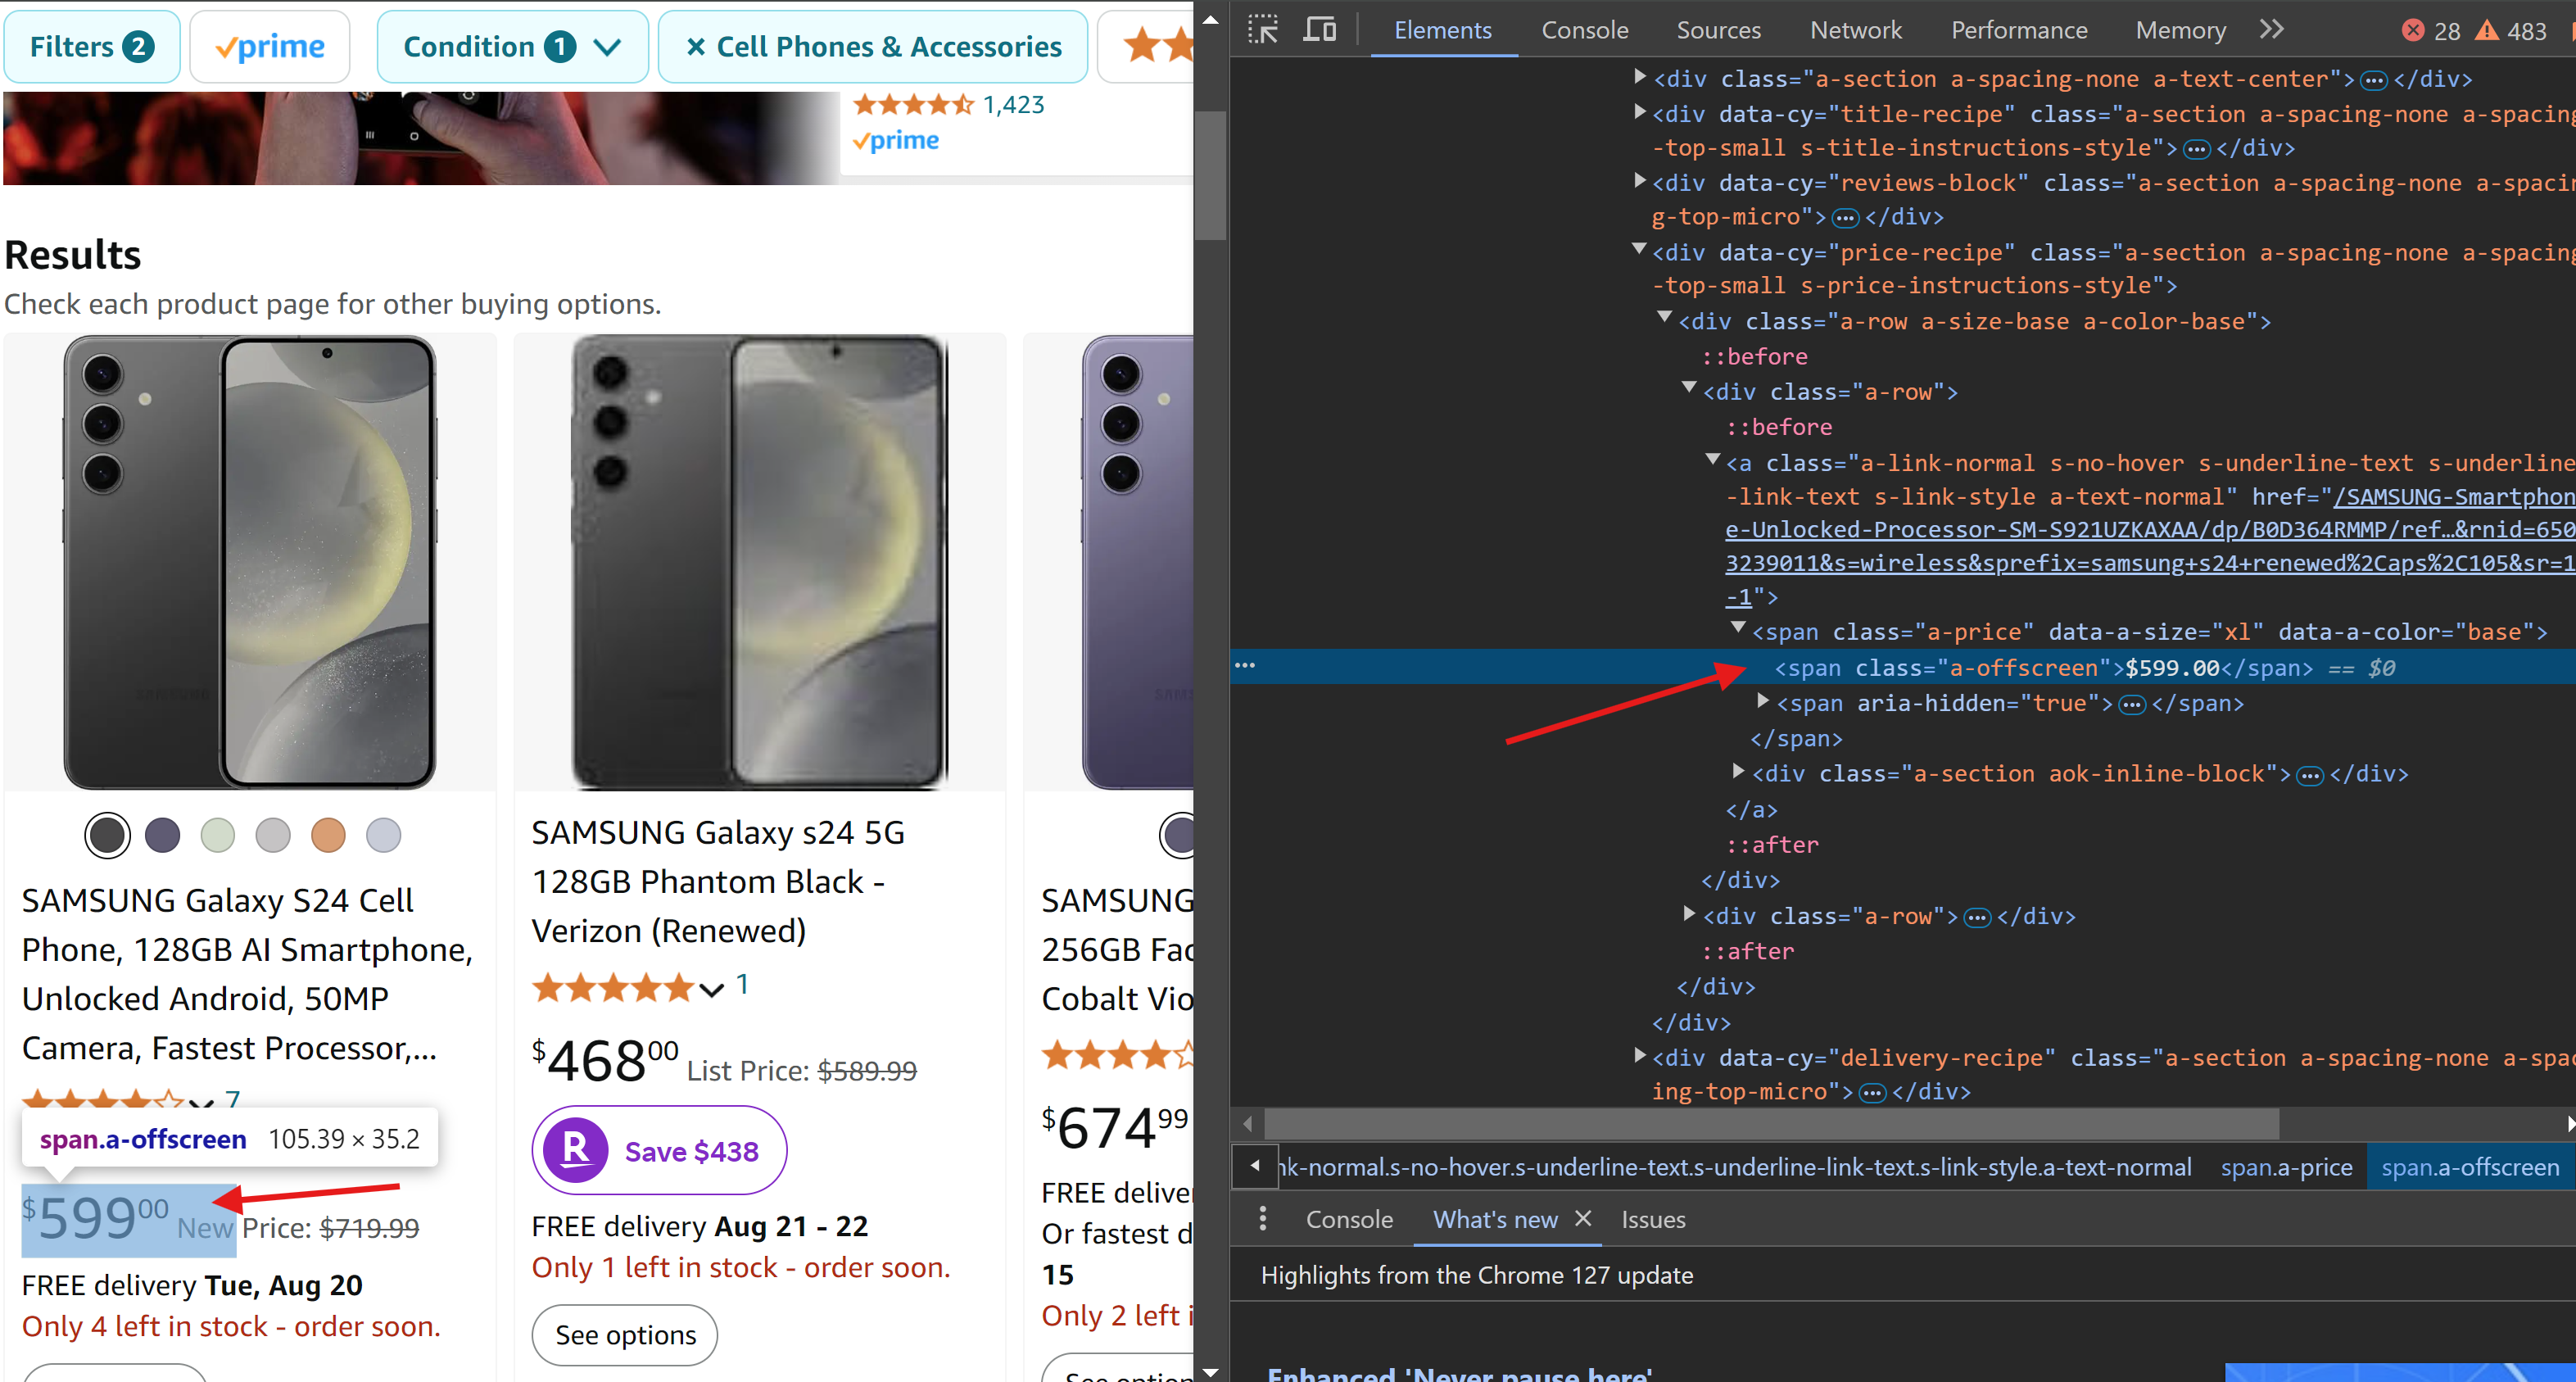 Filters 2
prime
Condition 1
× Cell Phones & Accessories
1,423
prime
Results
Check each product page for other buying options.
SAMSUNG Galaxy S24 Cell
Phone, 128GB AI Smartphone,
Unlocked Android, 50MP
Camera, Fastest Processor,...
7
span.a-offscreen 105.39 × 35.2
$59900 New Price: $719.99
FREE delivery Tue, Aug 20
Only 4 left in stock - order soon.
SAMSUNG Galaxy s24 5G
128GB Phantom Black -
Verizon (Renewed)
1
$46800 List Price: $589.99
R Save $438
FREE delivery Aug 21 - 22
Only 1 left in stock - order soon.
See options
SAMSUNG
256GB Fac
Cobalt Vio
$67499
FREE delive
Or fastest d
15
Only 2 left i
See option
Elements Console Sources Network Performance Memory 28 483
<div class="a-section a-spacing-none a-text-center">…</div>
<div data-cy="title-recipe" class="a-section a-spacing-none a-spacing
-top-small s-title-instructions-style">…</div>
<div data-cy="reviews-block" class="a-section a-spacing-none a-spacin
g-top-micro">…</div>
<div data-cy="price-recipe" class="a-section a-spacing-none a-spacing
-top-small s-price-instructions-style">
<div class="a-row a-size-base a-color-base">
::before
<div class="a-row">
::before
<a class="a-link-normal s-no-hover s-underline-text s-underline
-link-text s-link-style a-text-normal" href="/SAMSUNG-Smartphon
e-Unlocked-Processor-SM-S921UZKAXAA/dp/B0D364RMMP/ref…&rnid=650
3239011&s=wireless&sprefix=samsung+s24+renewed%2Caps%2C105&sr=1
-1">
<span class="a-price" data-a-size="xl" data-a-color="base">
<span class="a-offscreen">$599.00</span> == $0
<span aria-hidden="true">…</span>
</span>
<div class="a-section aok-inline-block">…</div>
</a>
::after
</div>
<div class="a-row">…</div>
::after
</div>
</div>
<div data-cy="delivery-recipe" class="a-section a-spacing-none a-spac
ing-top-micro">…</div>
nk-normal.s-no-hover.s-underline-text.s-underline-link-text.s-link-style.a-text-normal span.a-price span.a-offscreen
Console What's new × Issues
Highlights from the Chrome 127 update
Enhanced 'Never pause here'